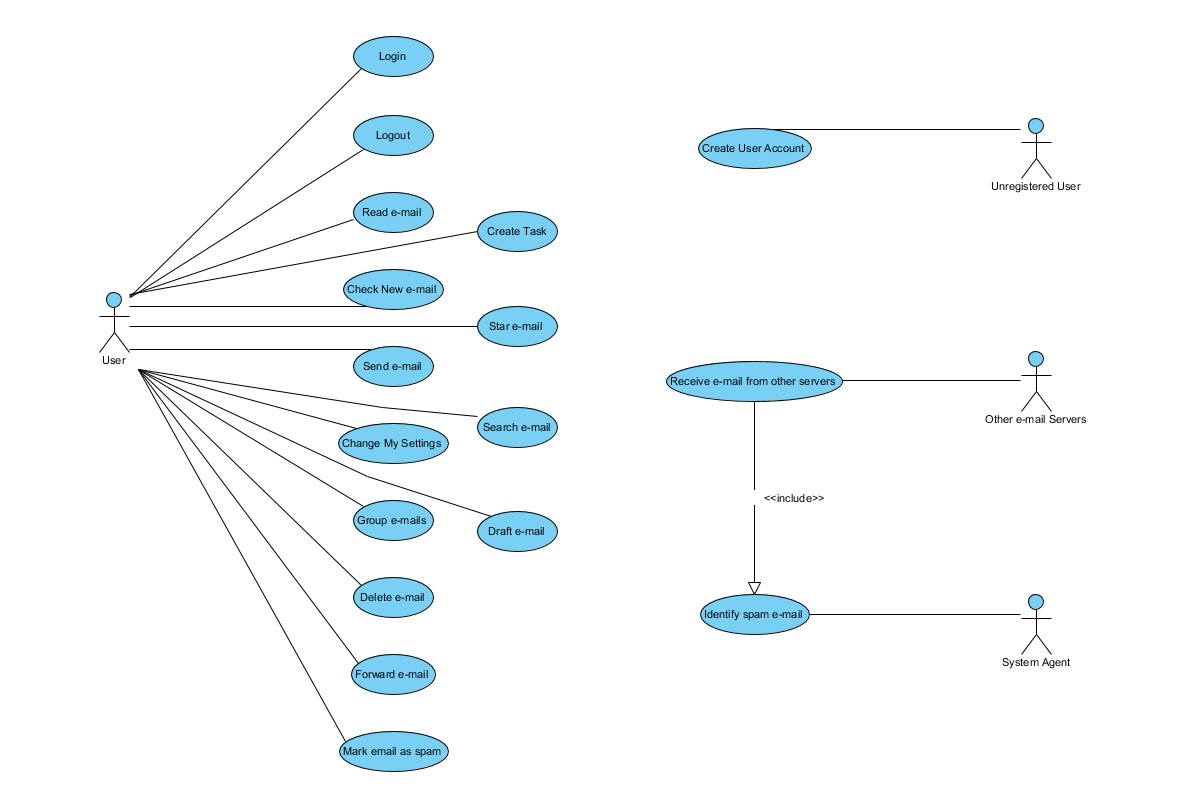 Login
Logout
Create User Account
Unregistered User
Read e-mail
Create Task
Check New e-mail
Star e-mail
User
Send e-mail
Receive e-mail from other servers
Other e-mail Servers
Search e-mail
Change My Settings
<<include>>
Group e-mails
Draft e-mail
Delete e-mail
Identify spam e-mail
System Agent
Forward e-mail
Mark email as spam